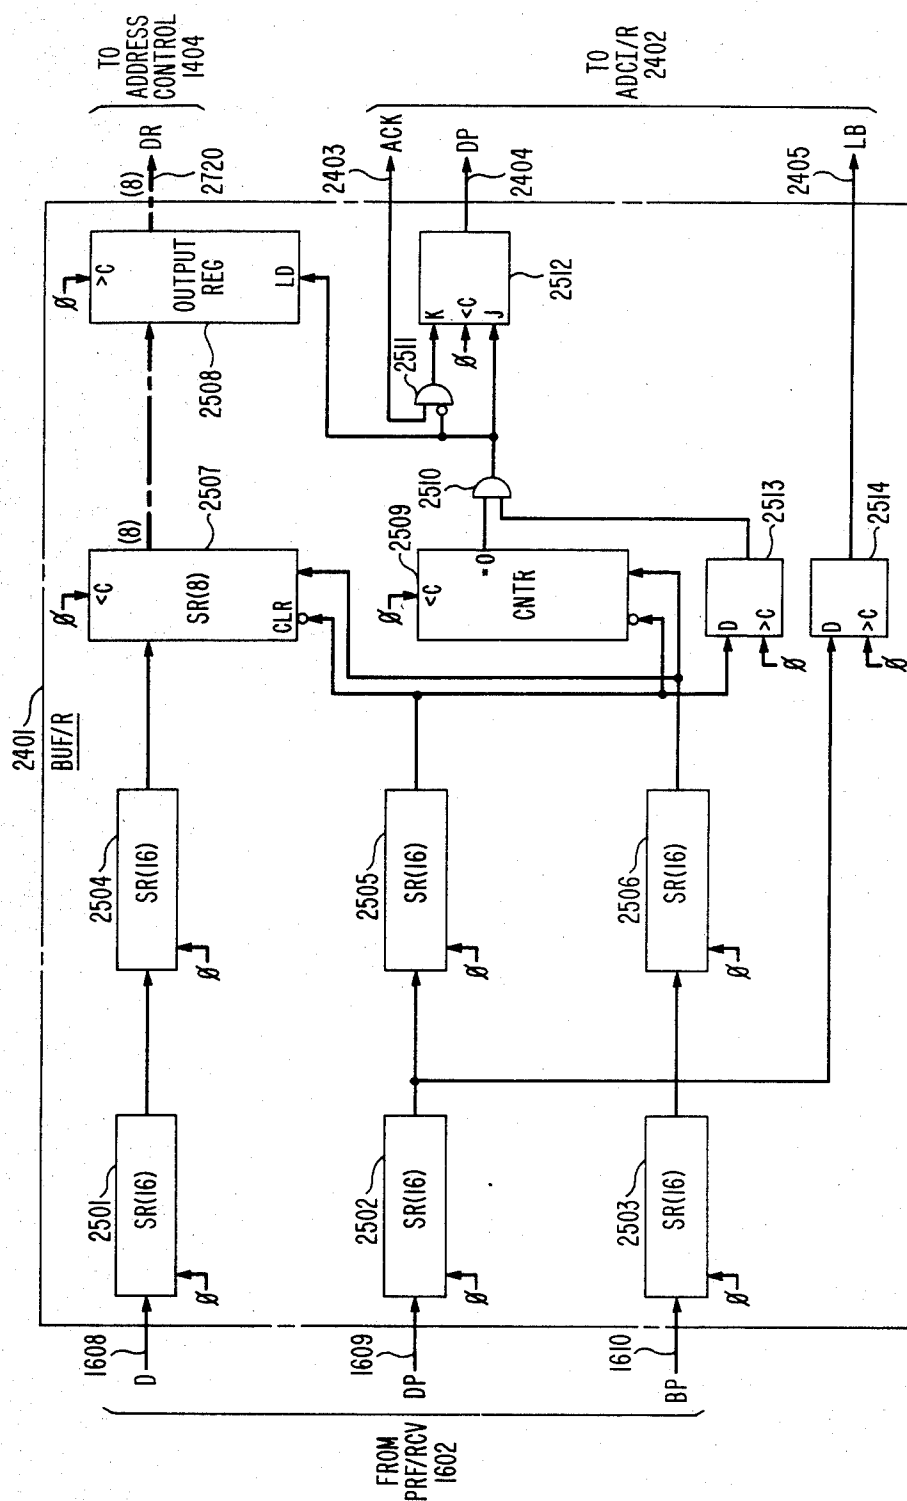 2401
BUF/R
FROM
PRF/RCV
1602
1608
D
1609
DP
1610
BP
2501
SR(16)
Ø
2502
SR(16)
Ø
2503
SR(16)
Ø
2504
SR(16)
Ø
2505
SR(16)
Ø
2506
SR(16)
Ø
2507
(8)
Ø
<C
SR(8)
CLR
2509
Ø
<C
=0
CNTR
2510
D
>C
Ø
2513
D
>C
Ø
2514
2508
Ø
>C
OUTPUT
REG
LD
2511
K
<C
Ø
J
2512
(8)
2720
DR
TO
ADDRESS
CONTROL
1404
2403
ACK
2404
DP
2405
LB
TO
ADCI/R
2402